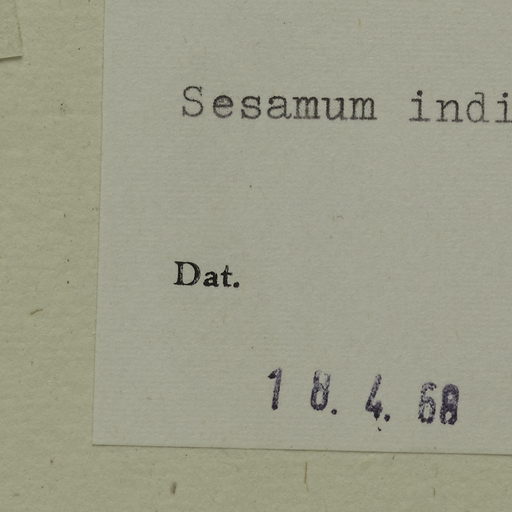 Sesamum indi
Dat.
18. 4. 68